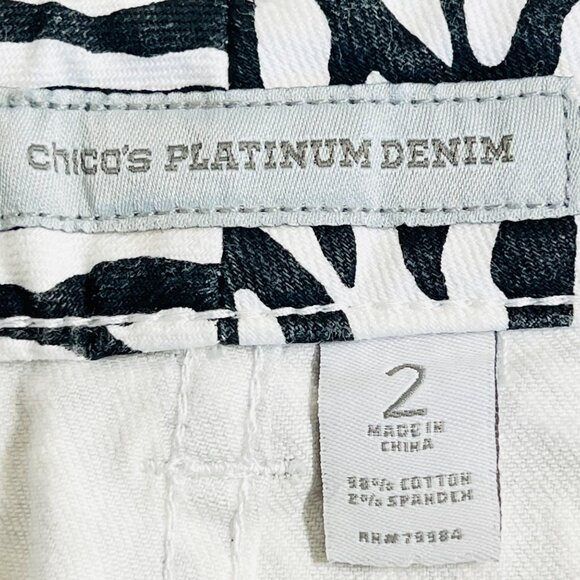 chico's PLATINUM DENIM
2
MADE IN
CHINA
98% COTTON
2% SPANDEX
RN#79984